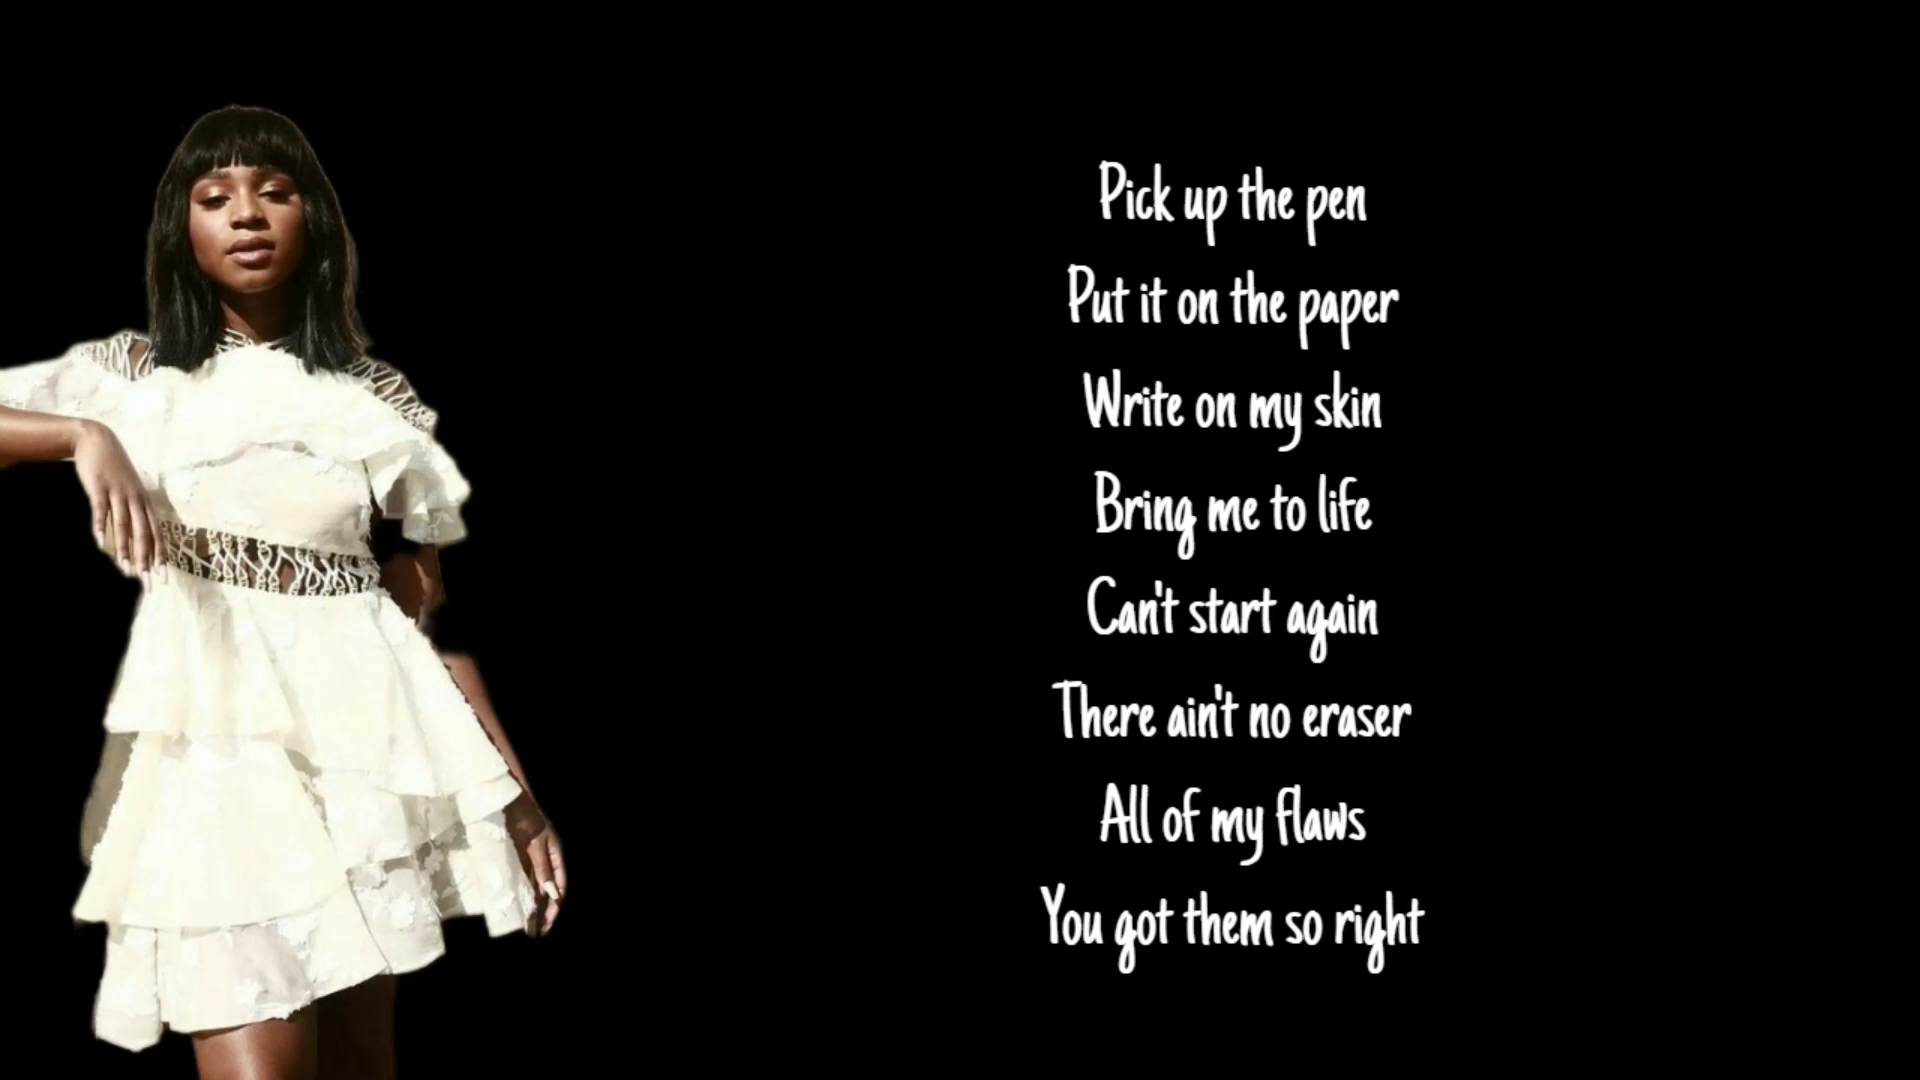 Pick up the pen
Put it on the paper
Write on my skin
Bring me to life
Can't start again
There ain't no eraser
All of my flaws
You got them so right